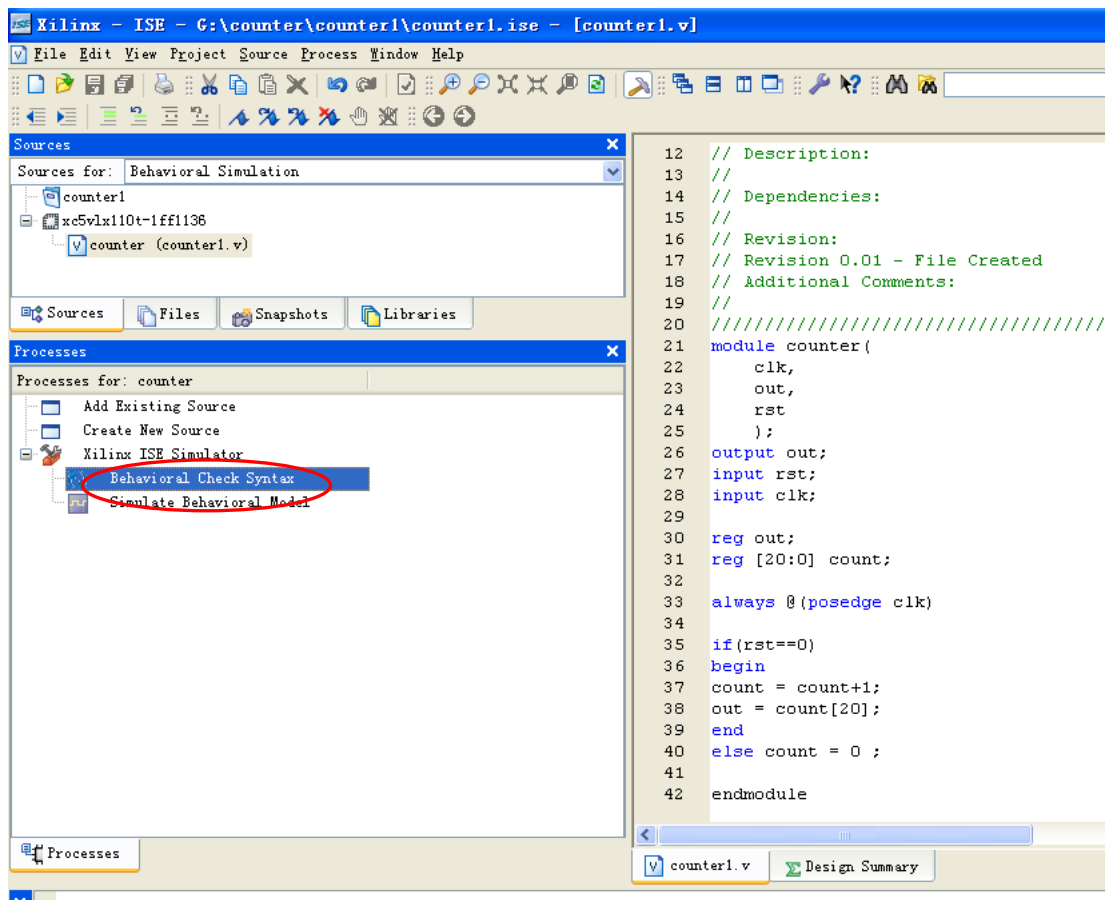 Xilinx - ISE - G:\counter\counter1\counter1.ise - [counter1.v]
File Edit View Project Source Process Window Help
Sources
Sources for: Behavioral Simulation
counter1
xc5vlx110t-1ff1136
counter (counter1.v)
Sources Files Snapshots Libraries
Processes
Processes for: counter
Add Existing Source
Create New Source
Xilinx ISE Simulator
Behavioral Check Syntax
Simulate Behavioral Model
Processes
12 // Description:
13 //
14 // Dependencies:
15 //
16 // Revision:
17 // Revision 0.01 - File Created
18 // Additional Comments:
19 //
20 /////////////////////////////////////
21 module counter(
22 clk,
23 out,
24 rst
25 );
26 output out;
27 input rst;
28 input clk;
29
30 reg out;
31 reg [20:0] count;
32
33 always @(posedge clk)
34
35 if(rst==0)
36 begin
37 count = count+1;
38 out = count[20];
39 end
40 else count = 0 ;
41
42 endmodule
counter1.v Design Summary